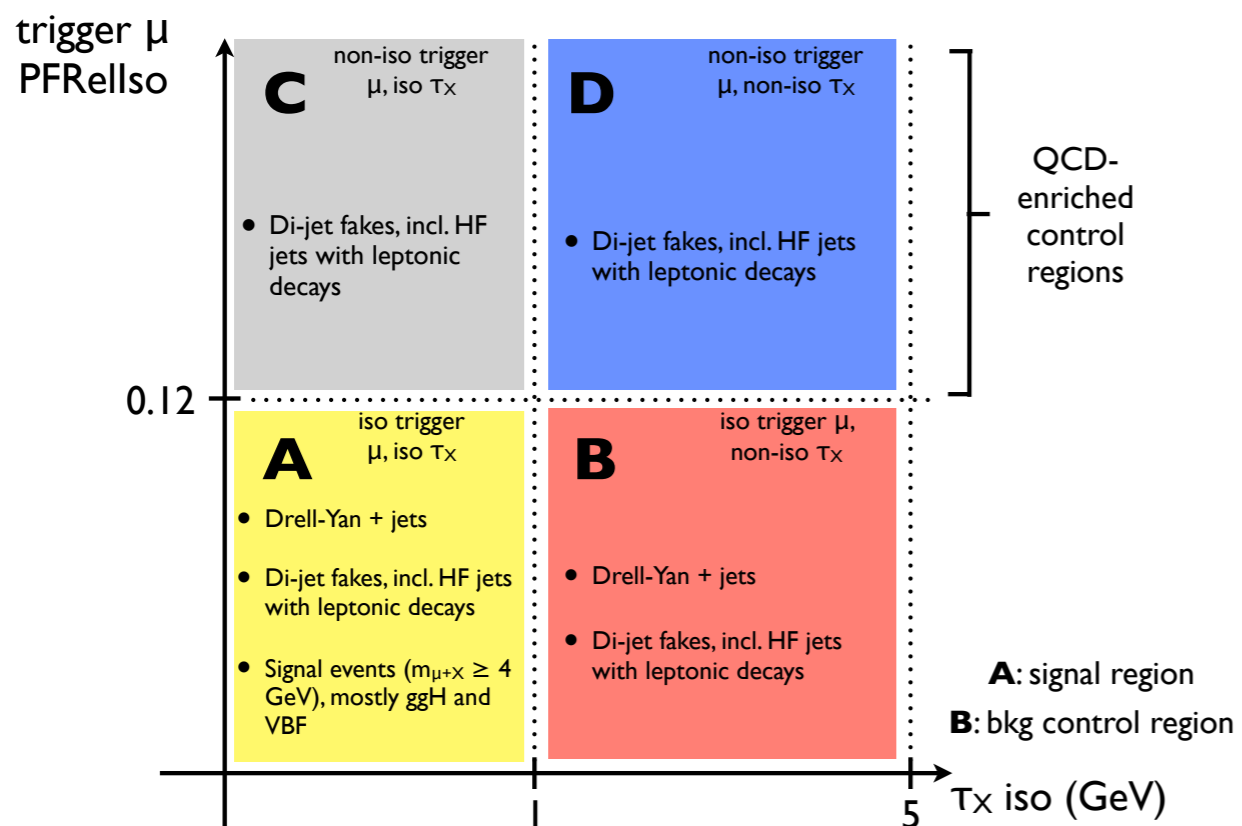 trigger μ
PFRelIso
C
non-iso trigger
μ, iso τX
• Di-jet fakes, incl. HF
jets with leptonic
decays
D
non-iso trigger
μ, non-iso τX
• Di-jet fakes, incl. HF jets
with leptonic decays
QCD-
enriched
control
regions
0.12
A
iso trigger
μ, iso τX
• Drell-Yan + jets
• Di-jet fakes, incl. HF jets
with leptonic decays
• Signal events (mμ+X ≥ 4
GeV), mostly ggH and
VBF
B
iso trigger μ,
non-iso τX
• Drell-Yan + jets
• Di-jet fakes, incl. HF jets
with leptonic decays
A: signal region
B: bkg control region
1
5
τX iso (GeV)